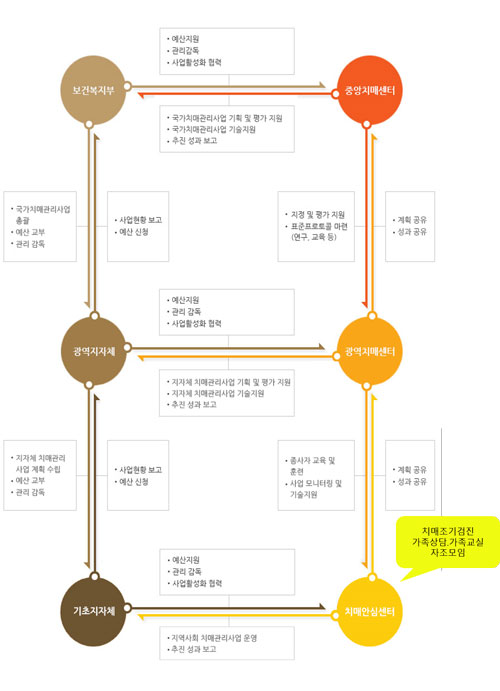 • 예산지원
• 관리감독
• 사업활성화 협력
보건복지부
중앙치매센터
• 국가치매관리사업 기획 및 평가 지원
• 국가치매관리사업 기술지원
• 추진 성과 보고
• 국가치매관리사업
총괄
• 예산 교부
• 관리 감독
• 사업현황 보고
• 예산 신청
• 지정 및 평가 지원
• 표준프로토콜 마련
(연구, 교육 등)
• 계획 공유
• 성과 공유
• 예산지원
• 관리 감독
• 사업활성화 협력
광역지자체
광역치매센터
• 지자체 치매관리사업 기획 및 평가 지원
• 지자체 치매관리사업 기술지원
• 추진 성과 보고
• 지자체 치매관리
사업 계획 수립
• 예산 교부
• 관리 감독
• 사업현황 보고
• 예산 신청
• 종사자 교육 및
훈련
• 사업 모니터링 및
기술지원
• 계획 공유
• 성과 공유
치매조기검진
가족상담,가족교실
자조모임
• 예산지원
• 관리 감독
• 사업활성화 협력
기초지자체
치매안심센터
• 지역사회 치매관리사업 운영
• 추진 성과 보고